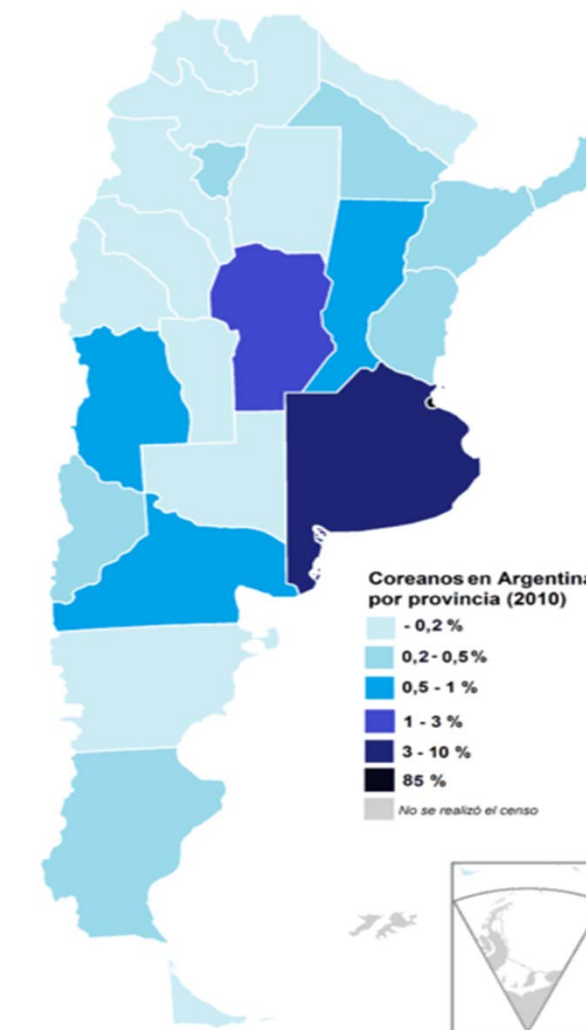 Coreanos en Argentina
por provincia (2010)
- 0,2 %
0,2- 0,5%
0,5 - 1 %
1 - 3 %
3 - 10 %
85 %
No se realizó el censo